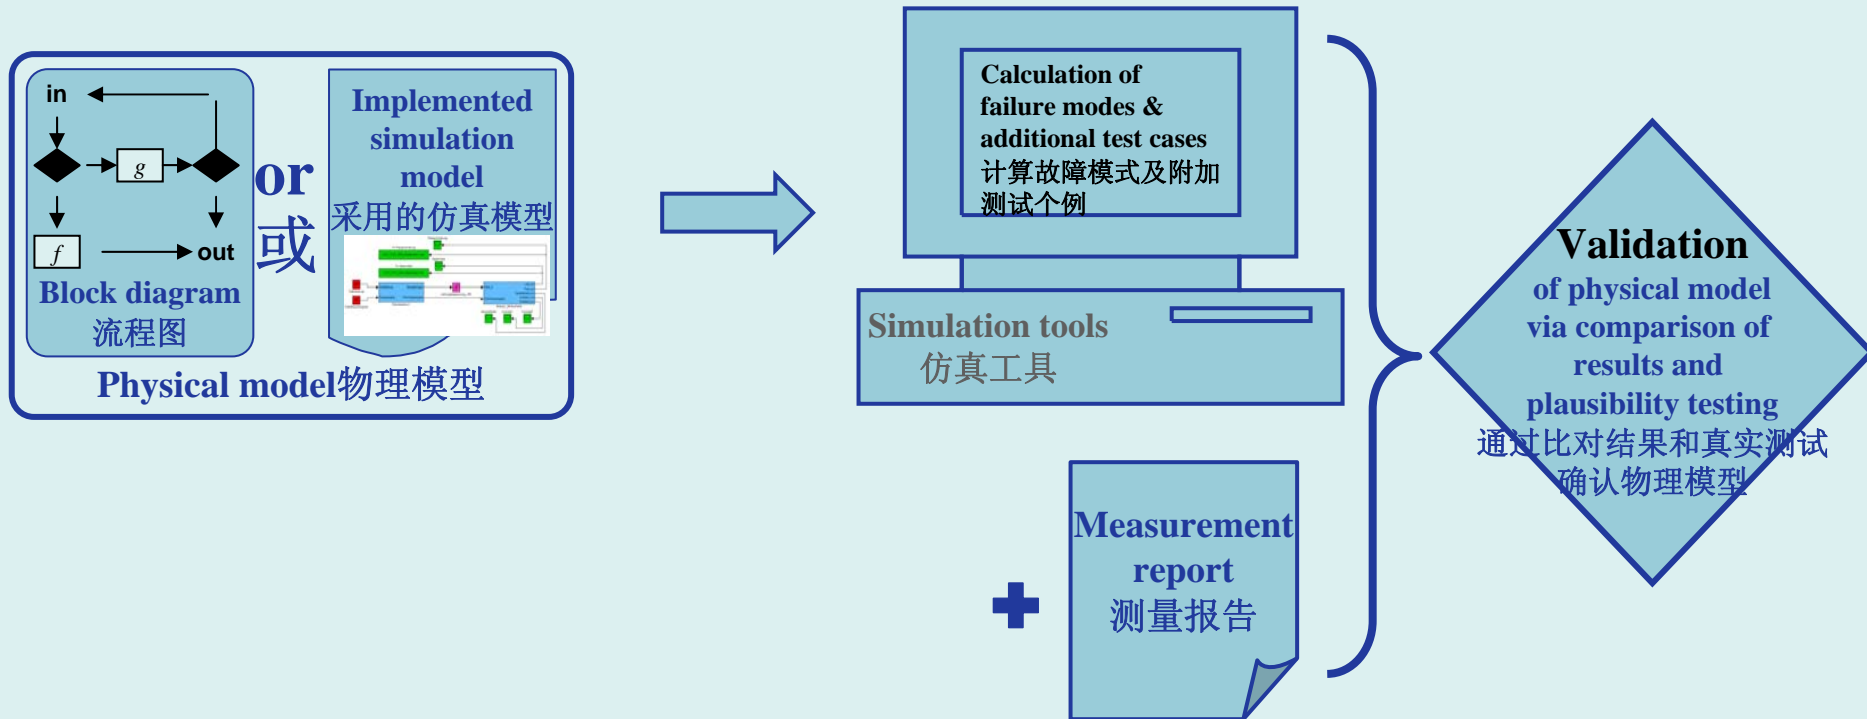 in
g
f
out
Block diagram
流程图
or
或
Implemented
simulation
model
采用的仿真模型
Physical model物理模型
Calculation of
failure modes &
additional test cases
计算故障模式及附加
测试个例
Simulation tools
仿真工具
Measurement
report
测量报告
Validation
of physical model
via comparison of
results and
plausibility testing
通过比对结果和真实测试
确认物理模型